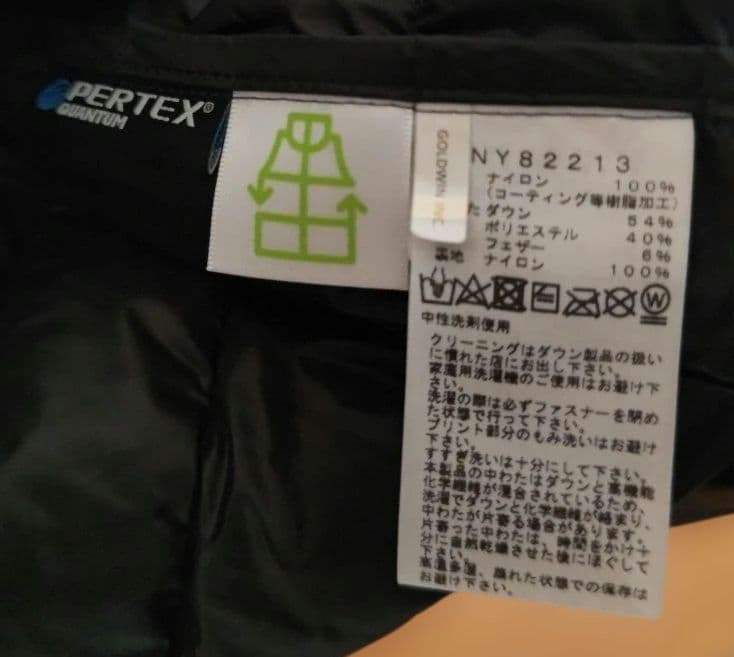 PERTEX®
QUANTUM
GOLDWIN INC.
NY82213
ナイロン 100%
(コーティング等樹脂加工)
た ダウン 54%
ポリエステル 40%
フェザー 6%
裏地 ナイロン 100%
W
中性洗剤使用
クリーニングはダウン製品の扱い
に慣れた店にお出し下さい。
家庭用洗濯機のご使用はお避け下
さい。
洗濯の際は必ずファスナーを閉め
た状態で行って下さい。
プリント部分のもみ洗いはお避け
下さい。
すすぎ洗いは十分にして下さい。
本製品の中わたはダウンと高機能
化学繊維が混合されているため、
洗濯でダウンと化学繊維が絡まり、
中わたが片寄る場合があります。
片寄った中わたは、時間をかけ十
分に自然乾燥させた後にほぐして
下さい。
高温多湿、濡れた状態での保存は
お避け下さい。